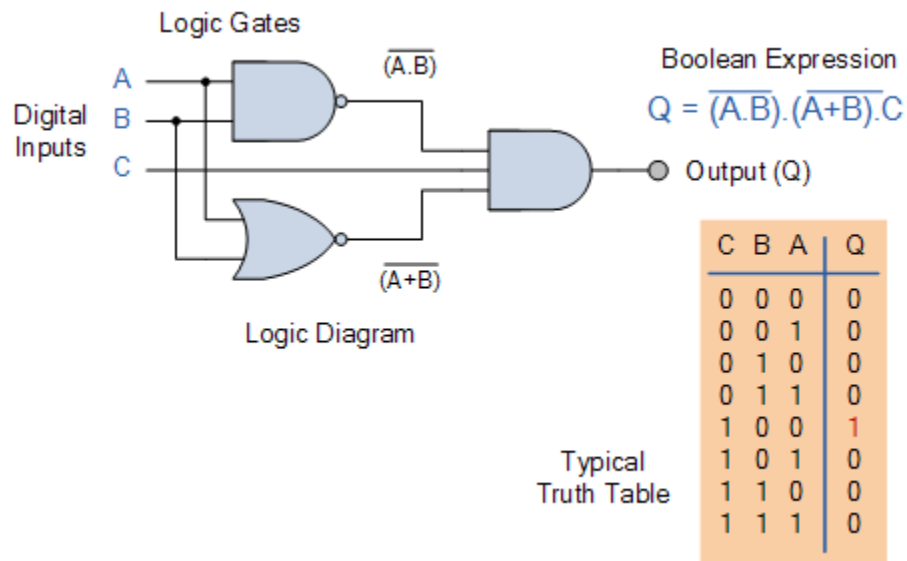 Logic Gates
A
B
C
Digital
Inputs
(A̅.̅B̅)̅
(A̅+̅B̅)̅
Logic Diagram
Boolean Expression
Q = (A̅.̅B̅)̅.(A̅+̅B̅)̅.C
Output (Q)
C B A Q
0 0 0 0
0 0 1 0
0 1 0 0
0 1 1 0
1 0 0 1
1 0 1 0
1 1 0 0
1 1 1 0
Typical
Truth Table